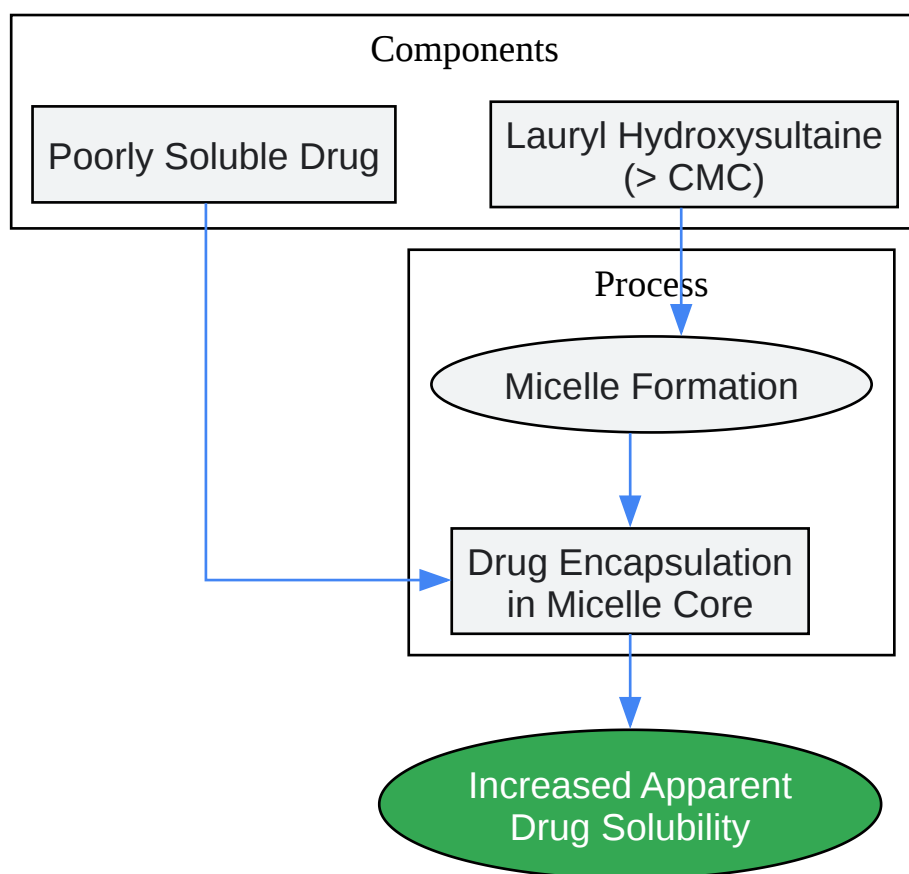 Components
Poorly Soluble Drug
Lauryl Hydroxysultaine
(> CMC)
Process
Micelle Formation
Drug Encapsulation
in Micelle Core
Increased Apparent
Drug Solubility